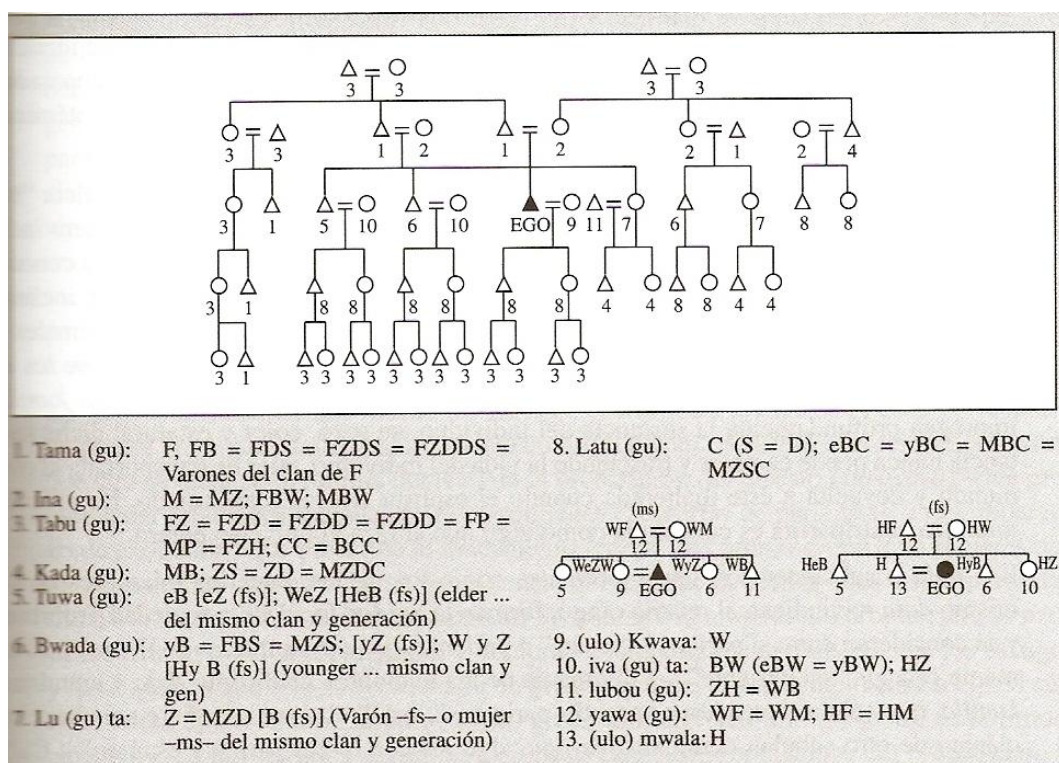 3 3 3 3
3 3 1 2 1 2 2 1 2 4
3 1 5 10 6 10 EGO 9 11 7 6 7 8 8
3 1 8 8 8 8 8 8 4 4 8 8 4 4
3 1 3 3 3 3 3 3 3 3 3 3 3 3
1. Tama (gu): F, FB = FDS = FZDS = FZDDS =
Varones del clan de F
2. Ina (gu): M = MZ; FBW; MBW
3. Tabu (gu): FZ = FZD = FZDD = FZDD = FP =
MP = FZH; CC = BCC
4. Kada (gu): MB; ZS = ZD = MZDC
5. Tuwa (gu): eB [eZ (fs)]; WeZ [HeB (fs)] (elder ...
del mismo clan y generación)
6. Bwada (gu): yB = FBS = MZS; [yZ (fs)]; W y Z
[Hy B (fs)] (younger ... mismo clan y
gen)
7. Lu (gu) ta: Z = MZD [B (fs)] (Varón –fs– o mujer
–ms– del mismo clan y generación)
8. Latu (gu): C (S = D); eBC = yBC = MBC =
MZSC
(ms)
WF = WM
12 12
WeZW WyZ WB
5 9 EGO 6 11
(fs)
HF = HW
12 12
HeB H = HyB HZ
5 13 EGO 6 10
9. (ulo) Kwava: W
10. iva (gu) ta: BW (eBW = yBW); HZ
11. lubou (gu): ZH = WB
12. yawa (gu): WF = WM; HF = HM
13. (ulo) mwala: H